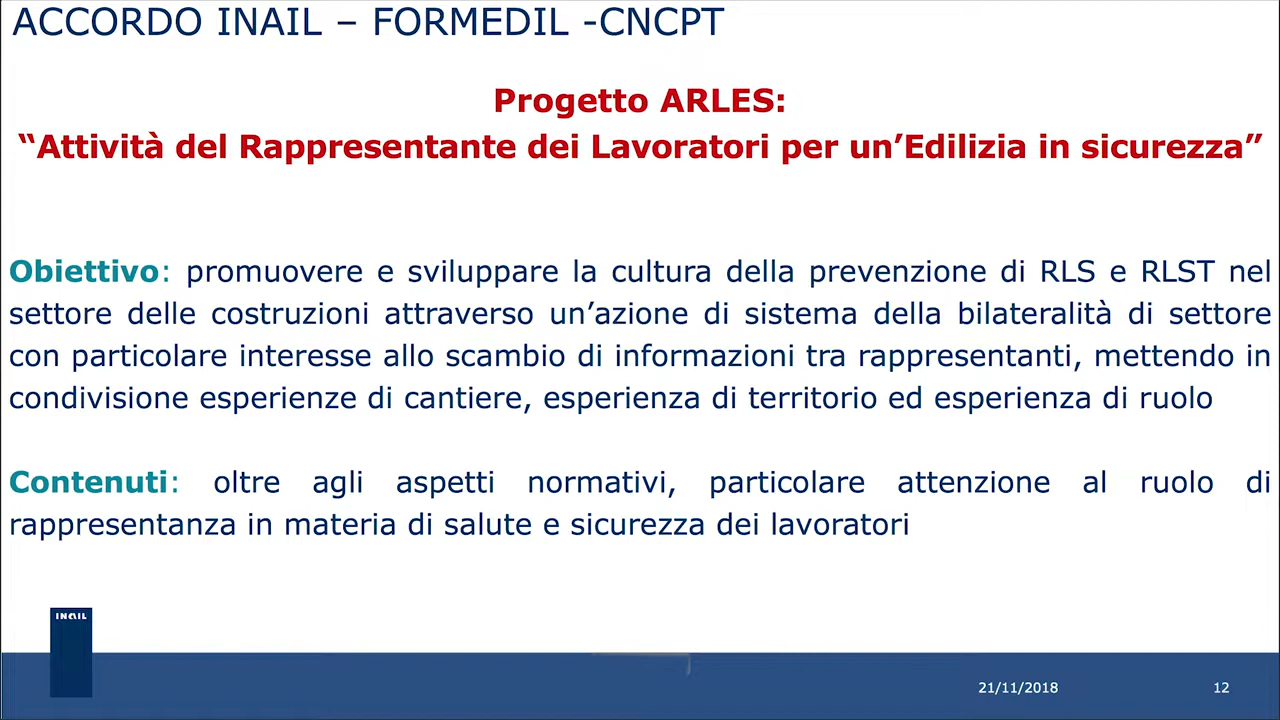 ACCORDO INAIL – FORMEDIL -CNCPT
Progetto ARLES:
“Attività del Rappresentante dei Lavoratori per un’Edilizia in sicurezza”
Obiettivo: promuovere e sviluppare la cultura della prevenzione di RLS e RLST nel
settore delle costruzioni attraverso un’azione di sistema della bilateralità di settore
con particolare interesse allo scambio di informazioni tra rappresentanti, mettendo in
condivisione esperienze di cantiere, esperienza di territorio ed esperienza di ruolo
Contenuti: oltre agli aspetti normativi, particolare attenzione al ruolo di
rappresentanza in materia di salute e sicurezza dei lavoratori
INAIL
21/11/2018
12